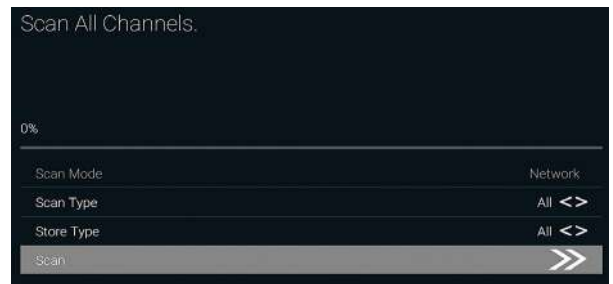 Scan All Channels.
0%
Scan Mode Network
Scan Type All <>
Store Type All <>
Scan